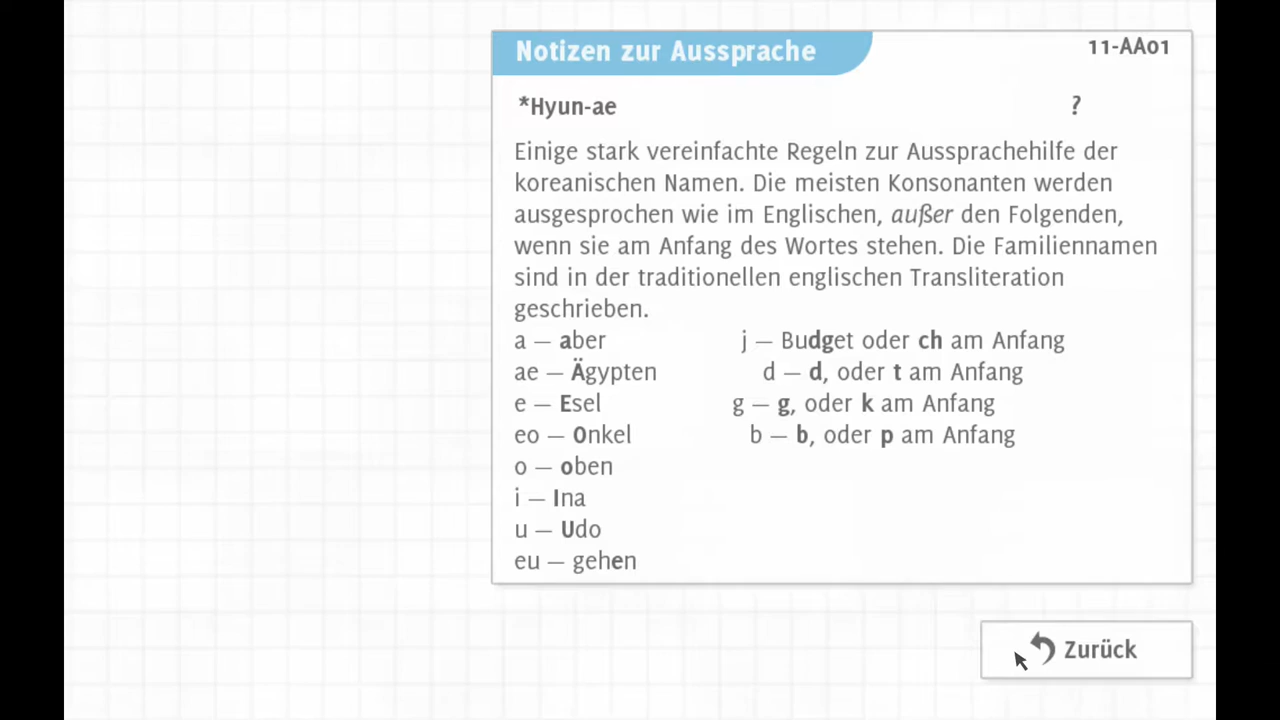 Notizen zur Aussprache
11-AA01
*Hyun-ae ?
Einige stark vereinfachte Regeln zur Aussprachehilfe der
koreanischen Namen. Die meisten Konsonanten werden
ausgesprochen wie im Englischen, außer den Folgenden,
wenn sie am Anfang des Wortes stehen. Die Familiennamen
sind in der traditionellen englischen Transliteration
geschrieben.
a — aber j — Budget oder ch am Anfang
ae — Ägypten d — d, oder t am Anfang
e — Esel g — g, oder k am Anfang
eo — Onkel b — b, oder p am Anfang
o — oben
i — Ina
u — Udo
eu — gehen
Zurück